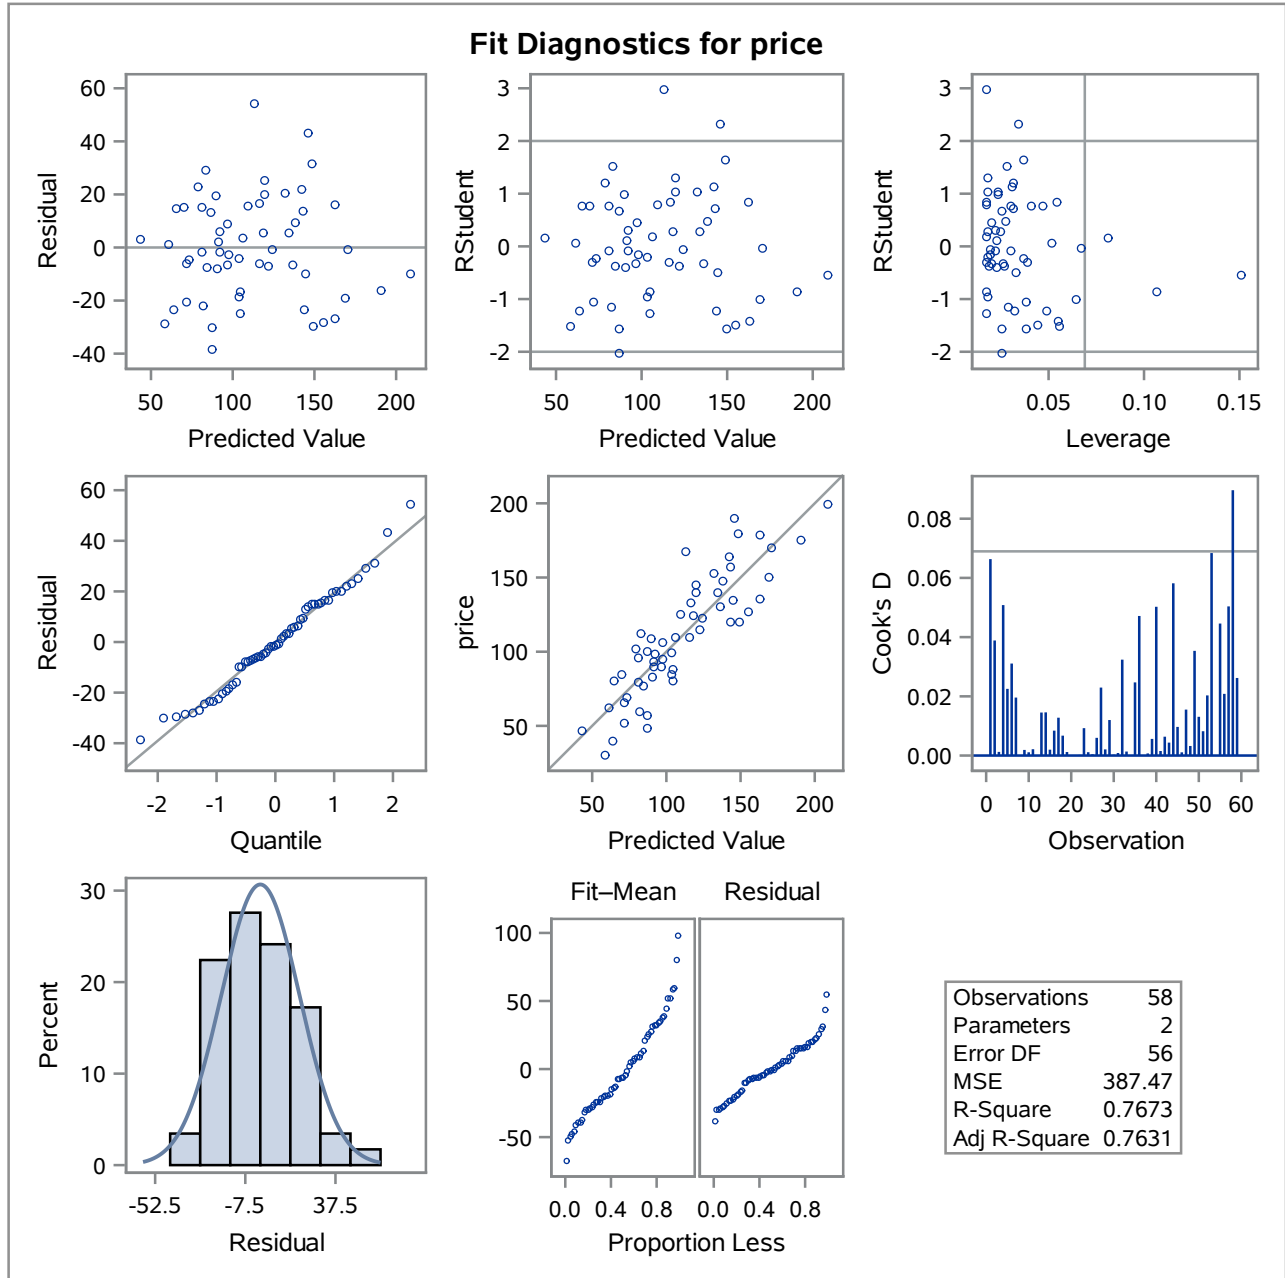 Fit Diagnostics for price
60
40
20
0
-20
-40
Residual
50 100 150 200
Predicted Value
3
2
1
0
-1
-2
RStudent
50 100 150 200
Predicted Value
3
2
1
0
-1
-2
RStudent
0.05 0.10 0.15
Leverage
60
40
20
0
-20
-40
Residual
-2 -1 0 1 2
Quantile
200
150
100
50
price
50 100 150 200
Predicted Value
0.08
0.06
0.04
0.02
0.00
Cook's D
0 10 20 30 40 50 60
Observation
30
20
10
0
Percent
-52.5 -7.5 37.5
Residual
Fit–Mean Residual
100
50
0
-50
0.0 0.4 0.8 0.0 0.4 0.8
Proportion Less
Observations 58
Parameters 2
Error DF 56
MSE 387.47
R-Square 0.7673
Adj R-Square 0.7631